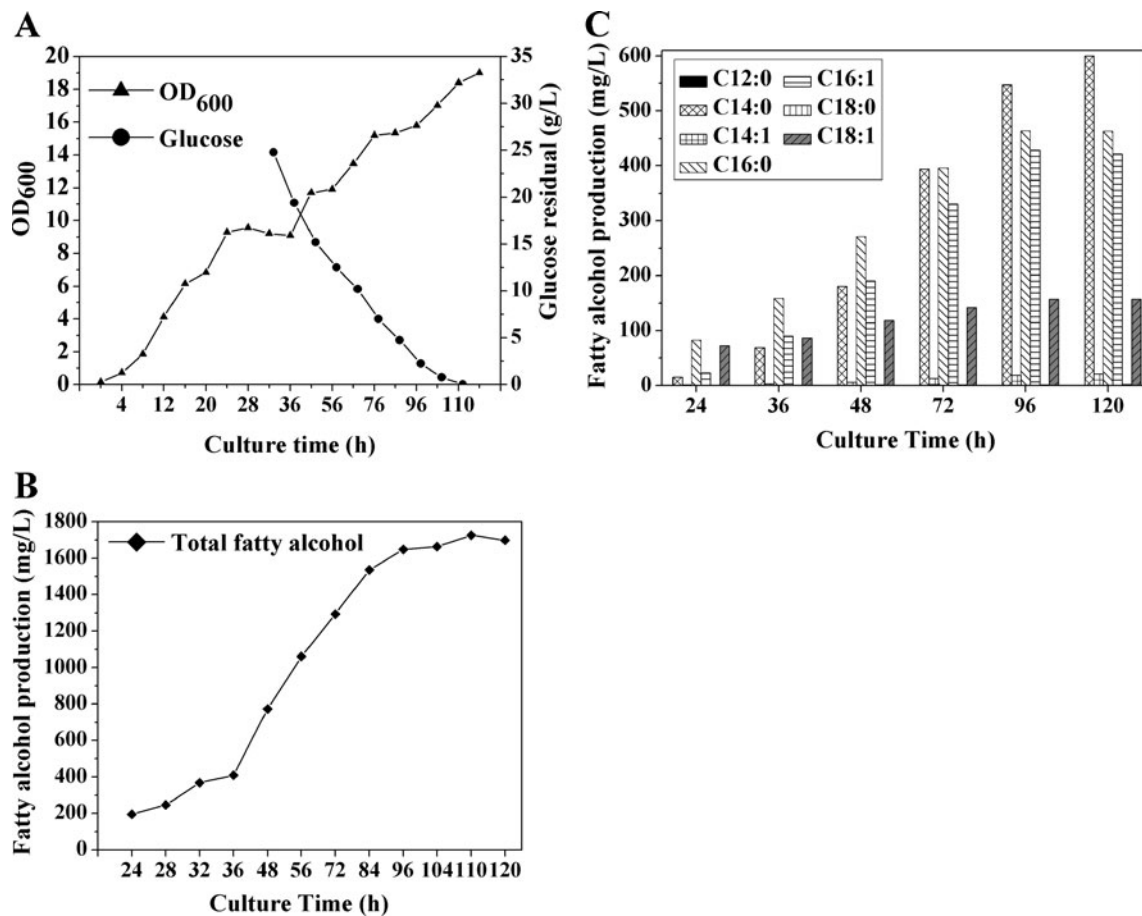 A
OD600
20
18
16
14
12
10
8
6
4
2
0
OD600
Glucose
35
30
25
20
15
10
5
0
Glucose residual (g/L)
4 12 20 28 36 56 76 96 110
Culture time (h)
C
Fatty alcohol production (mg/L)
600
500
400
300
200
100
0
C12:0 C16:1
C14:0 C18:0
C14:1 C18:1
C16:0
24 36 48 72 96 120
Culture Time (h)
B
Fatty alcohol production (mg/L)
1800
1600
1400
1200
1000
800
600
400
200
0
Total fatty alcohol
24 28 32 36 48 56 72 84 96 104 110 120
Culture Time (h)